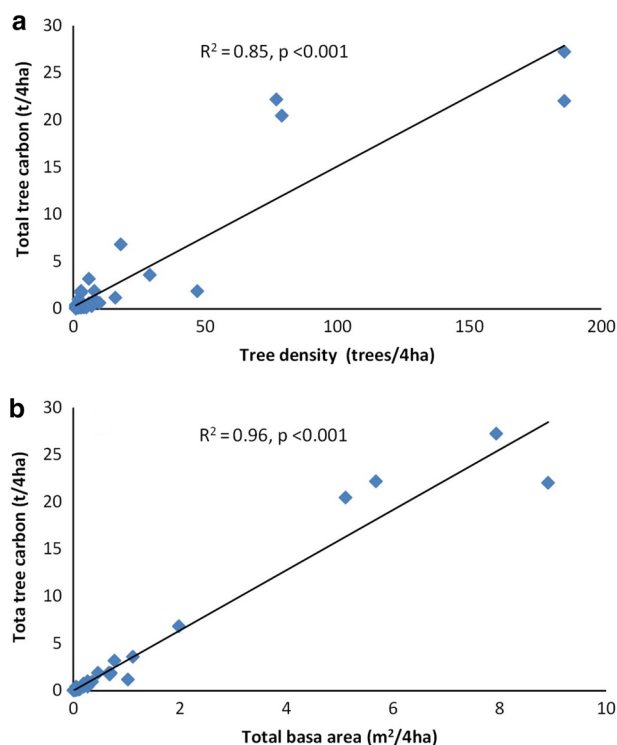 a
30
R² = 0.85, p <0.001
25
20
15
10
5
0
Total tree carbon (t/4ha)
0 50 100 150 200
Tree density (trees/4ha)
b
30
R² = 0.96, p <0.001
25
20
15
10
5
0
Tota tree carbon (t/4ha)
0 2 4 6 8 10
Total basa area (m²/4ha)